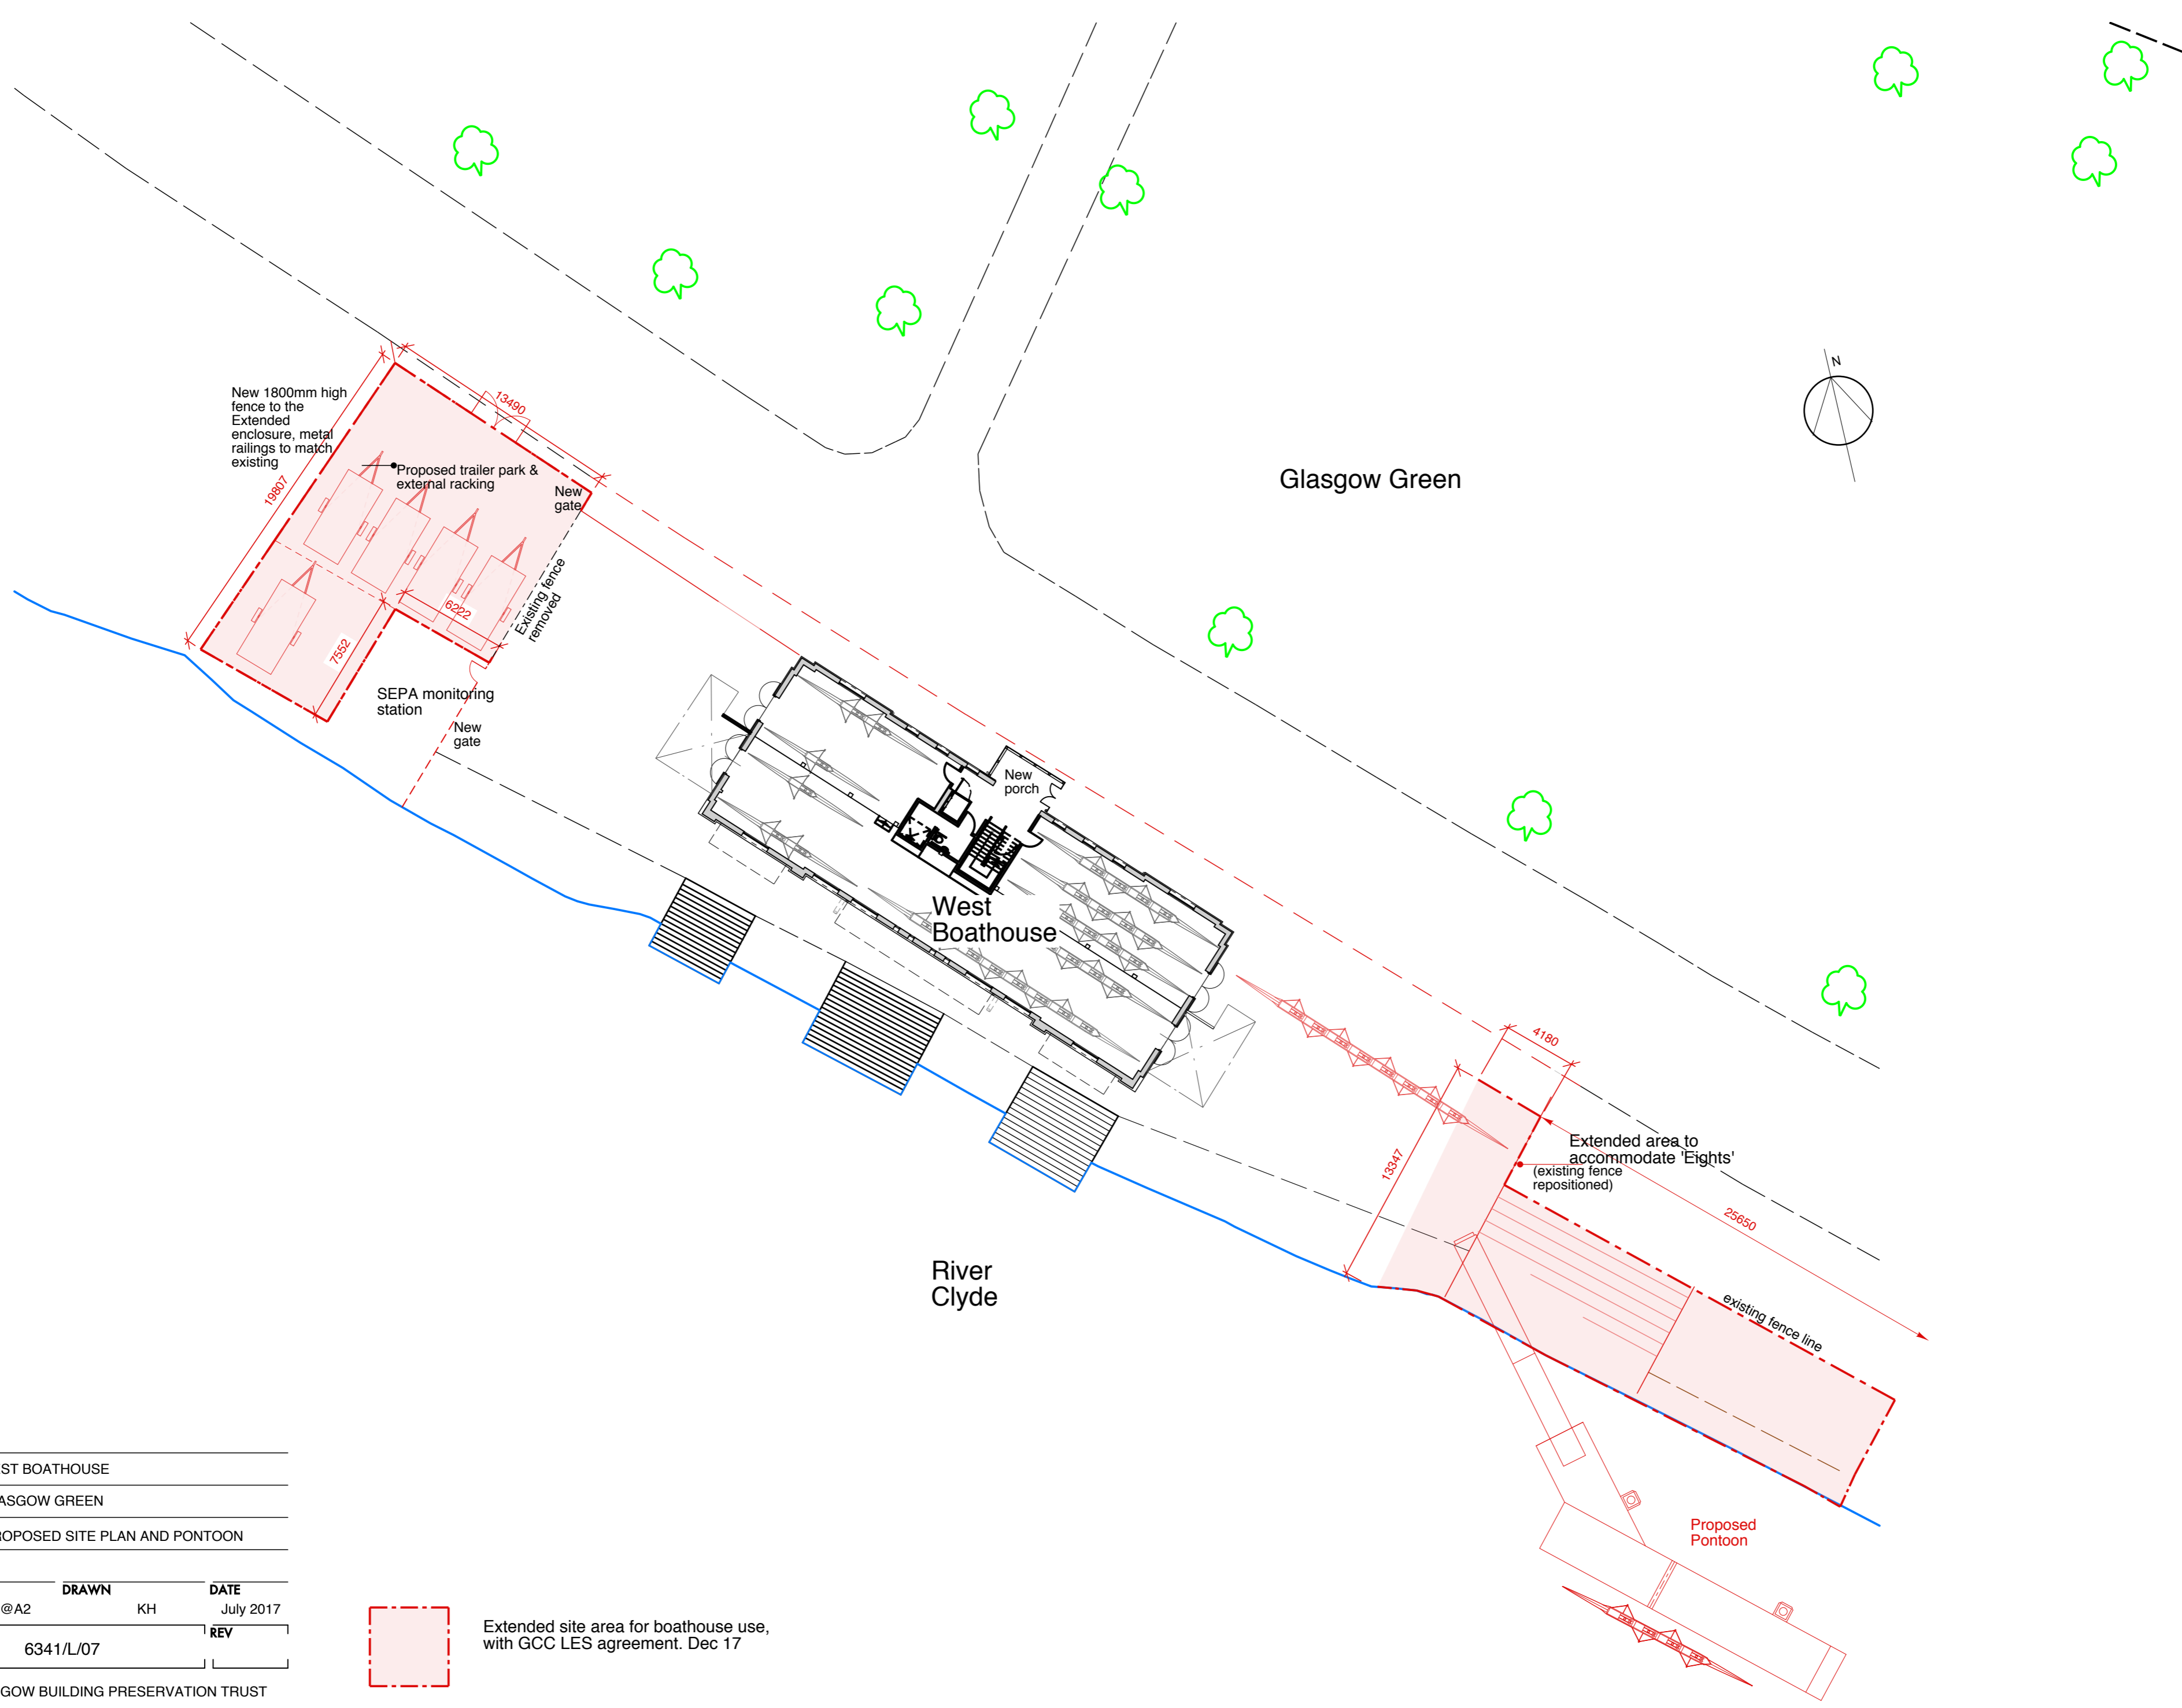 N
Glasgow Green
New 1800mm high
fence to the
Extended
enclosure, metal
railings to match
existing
13490
Proposed trailer park &
external racking
New
gate
19807
Existing fence
removed
6222
7552
SEPA monitoring
station
New
gate
New
porch
West
Boathouse
4180
Extended area to
accommodate 'Eights'
(existing fence
repositioned)
13347
25650
existing fence line
River
Clyde
Proposed
Pontoon
ST BOATHOUSE
ASGOW GREEN
OPOSED SITE PLAN AND PONTOON
DRAWN DATE
@A2 KH July 2017
REV
6341/L/07
GOW BUILDING PRESERVATION TRUST
Extended site area for boathouse use,
with GCC LES agreement. Dec 17